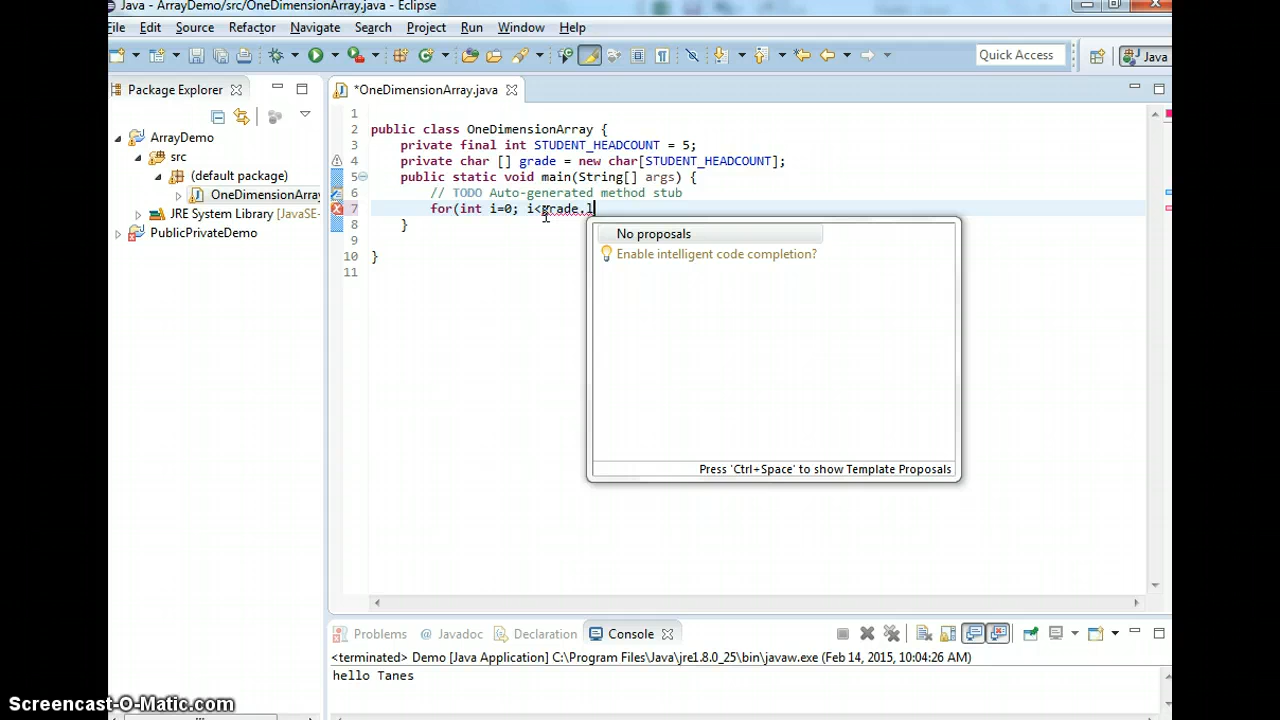 Java - ArrayDemo/src/OneDimensionArray.java - Eclipse
File Edit Source Refactor Navigate Search Project Run Window Help
Quick Access
Java
Package Explorer
*OneDimensionArray.java
ArrayDemo
src
(default package)
OneDimensionArray
JRE System Library [JavaSE-
PublicPrivateDemo
1
2 public class OneDimensionArray {
3 private final int STUDENT_HEADCOUNT = 5;
4 private char [] grade = new char[STUDENT_HEADCOUNT];
5 public static void main(String[] args) {
6 // TODO Auto-generated method stub
7 for(int i=0; i<grade.l
8 }
9
10 }
11
No proposals
Enable intelligent code completion?
Press 'Ctrl+Space' to show Template Proposals
Problems @ Javadoc Declaration Console
<terminated> Demo [Java Application] C:\Program Files\Java\jre1.8.0_25\bin\javaw.exe (Feb 14, 2015, 10:04:26 AM)
hello Tanes
Screencast-O-Matic.com